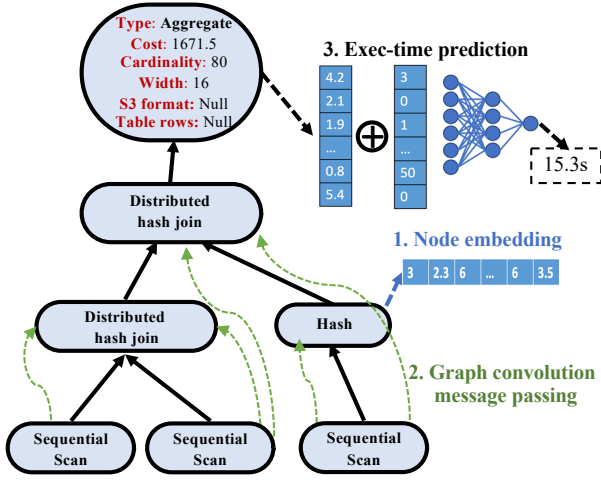 Type: Aggregate
Cost: 1671.5
Cardinality: 80
Width: 16
S3 format: Null
Table rows: Null
3. Exec-time prediction
4.2
2.1
1.9
...
0.8
5.4
3
0
1
...
50
0
15.3s
Distributed
hash join
1. Node embedding
3 2.3 6 ... 6 3.5
Distributed
hash join
Hash
2. Graph convolution
message passing
Sequential
Scan
Sequential
Scan
Sequential
Scan